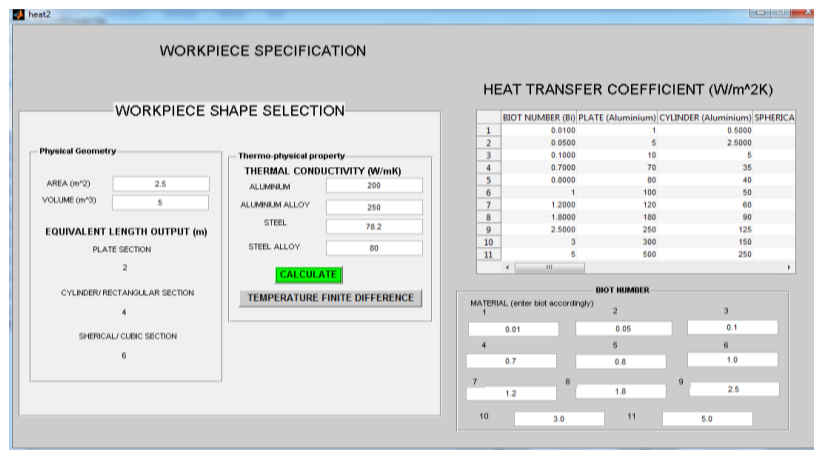 heat2
WORKPIECE SPECIFICATION
WORKPIECE SHAPE SELECTION
Physical Geometry
AREA (m^2) 2.5
VOLUME (m^3) 5
EQUIVALENT LENGTH OUTPUT (m)
PLATE SECTION
2
CYLINDER/ RECTANGULAR SECTION
4
SHERICAL/ CUBIC SECTION
6
Thermo-physical property
THERMAL CONDUCTIVITY (W/mK)
ALUMINIUM 200
ALUMINIUM ALLOY 250
STEEL 78.2
STEEL ALLOY 80
CALCULATE
TEMPERATURE FINITE DIFFERENCE
HEAT TRANSFER COEFFICIENT (W/m^2K)
BIOT NUMBER (Bi) PLATE (Aluminium) CYLINDER (Aluminium) SPHERICA
1 0.0100 1 0.5000
2 0.0500 5 2.5000
3 0.1000 10 5
4 0.7000 70 35
5 0.8000 80 40
6 1 100 50
7 1.2000 120 60
8 1.8000 180 90
9 2.5000 250 125
10 3 300 150
11 5 500 250
BIOT NUMBER
MATERIAL (enter biot accordingly)
1 2 3
0.01 0.05 0.1
4 5 6
0.7 0.8 1.0
7 8 9
1.2 1.8 2.5
10 3.0 11 5.0